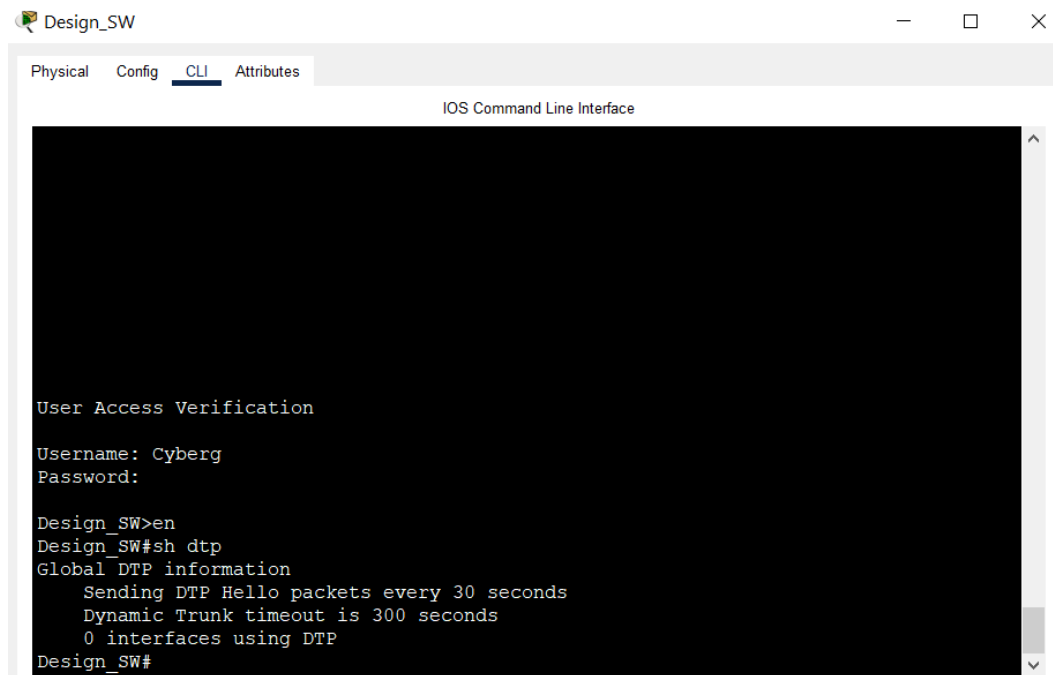 Design_SW
Physical Config CLI Attributes
IOS Command Line Interface
User Access Verification
Username: Cyberg
Password:
Design_SW>en
Design_SW#sh dtp
Global DTP information
Sending DTP Hello packets every 30 seconds
Dynamic Trunk timeout is 300 seconds
0 interfaces using DTP
Design_SW#